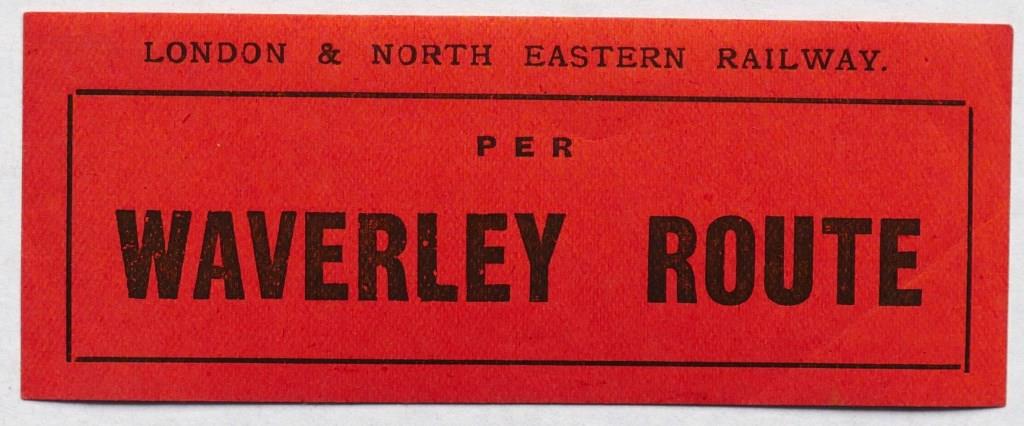 LONDON & NORTH EASTERN RAILWAY.
PER
WAVERLEY ROUTE